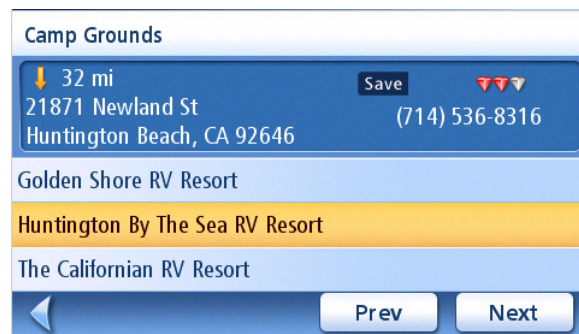 Camp Grounds
32 mi
Save
21871 Newland St
(714) 536-8316
Huntington Beach, CA 92646
Golden Shore RV Resort
Huntington By The Sea RV Resort
The Californian RV Resort
Prev
Next